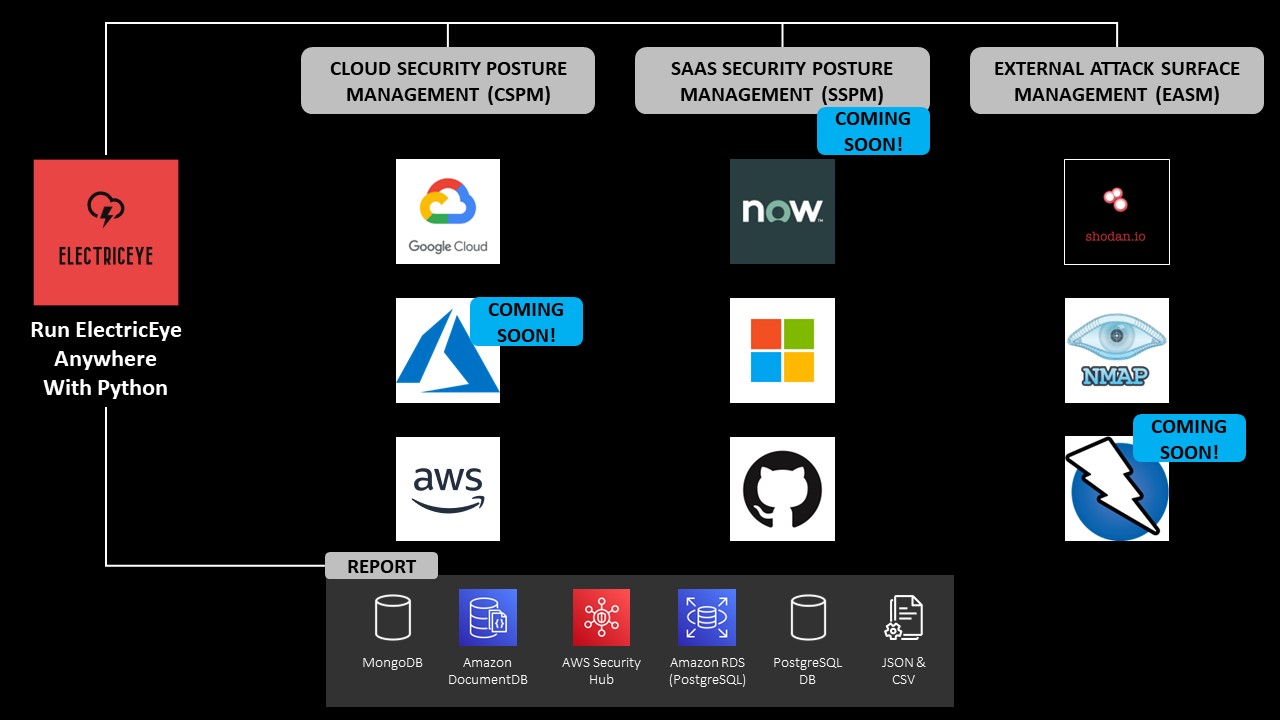 CLOUD SECURITY POSTURE
MANAGEMENT (CSPM)
SAAS SECURITY POSTURE
MANAGEMENT (SSPM)
COMING
SOON!
EXTERNAL ATTACK SURFACE
MANAGEMENT (EASM)
ELECTRICEYE
Run ElectricEye
Anywhere
With Python
Google Cloud
now™
shodan.io
COMING
SOON!
NMAP
aws
COMING
SOON!
REPORT
MongoDB
Amazon
DocumentDB
AWS Security
Hub
Amazon RDS
(PostgreSQL)
PostgreSQL
DB
JSON &
CSV